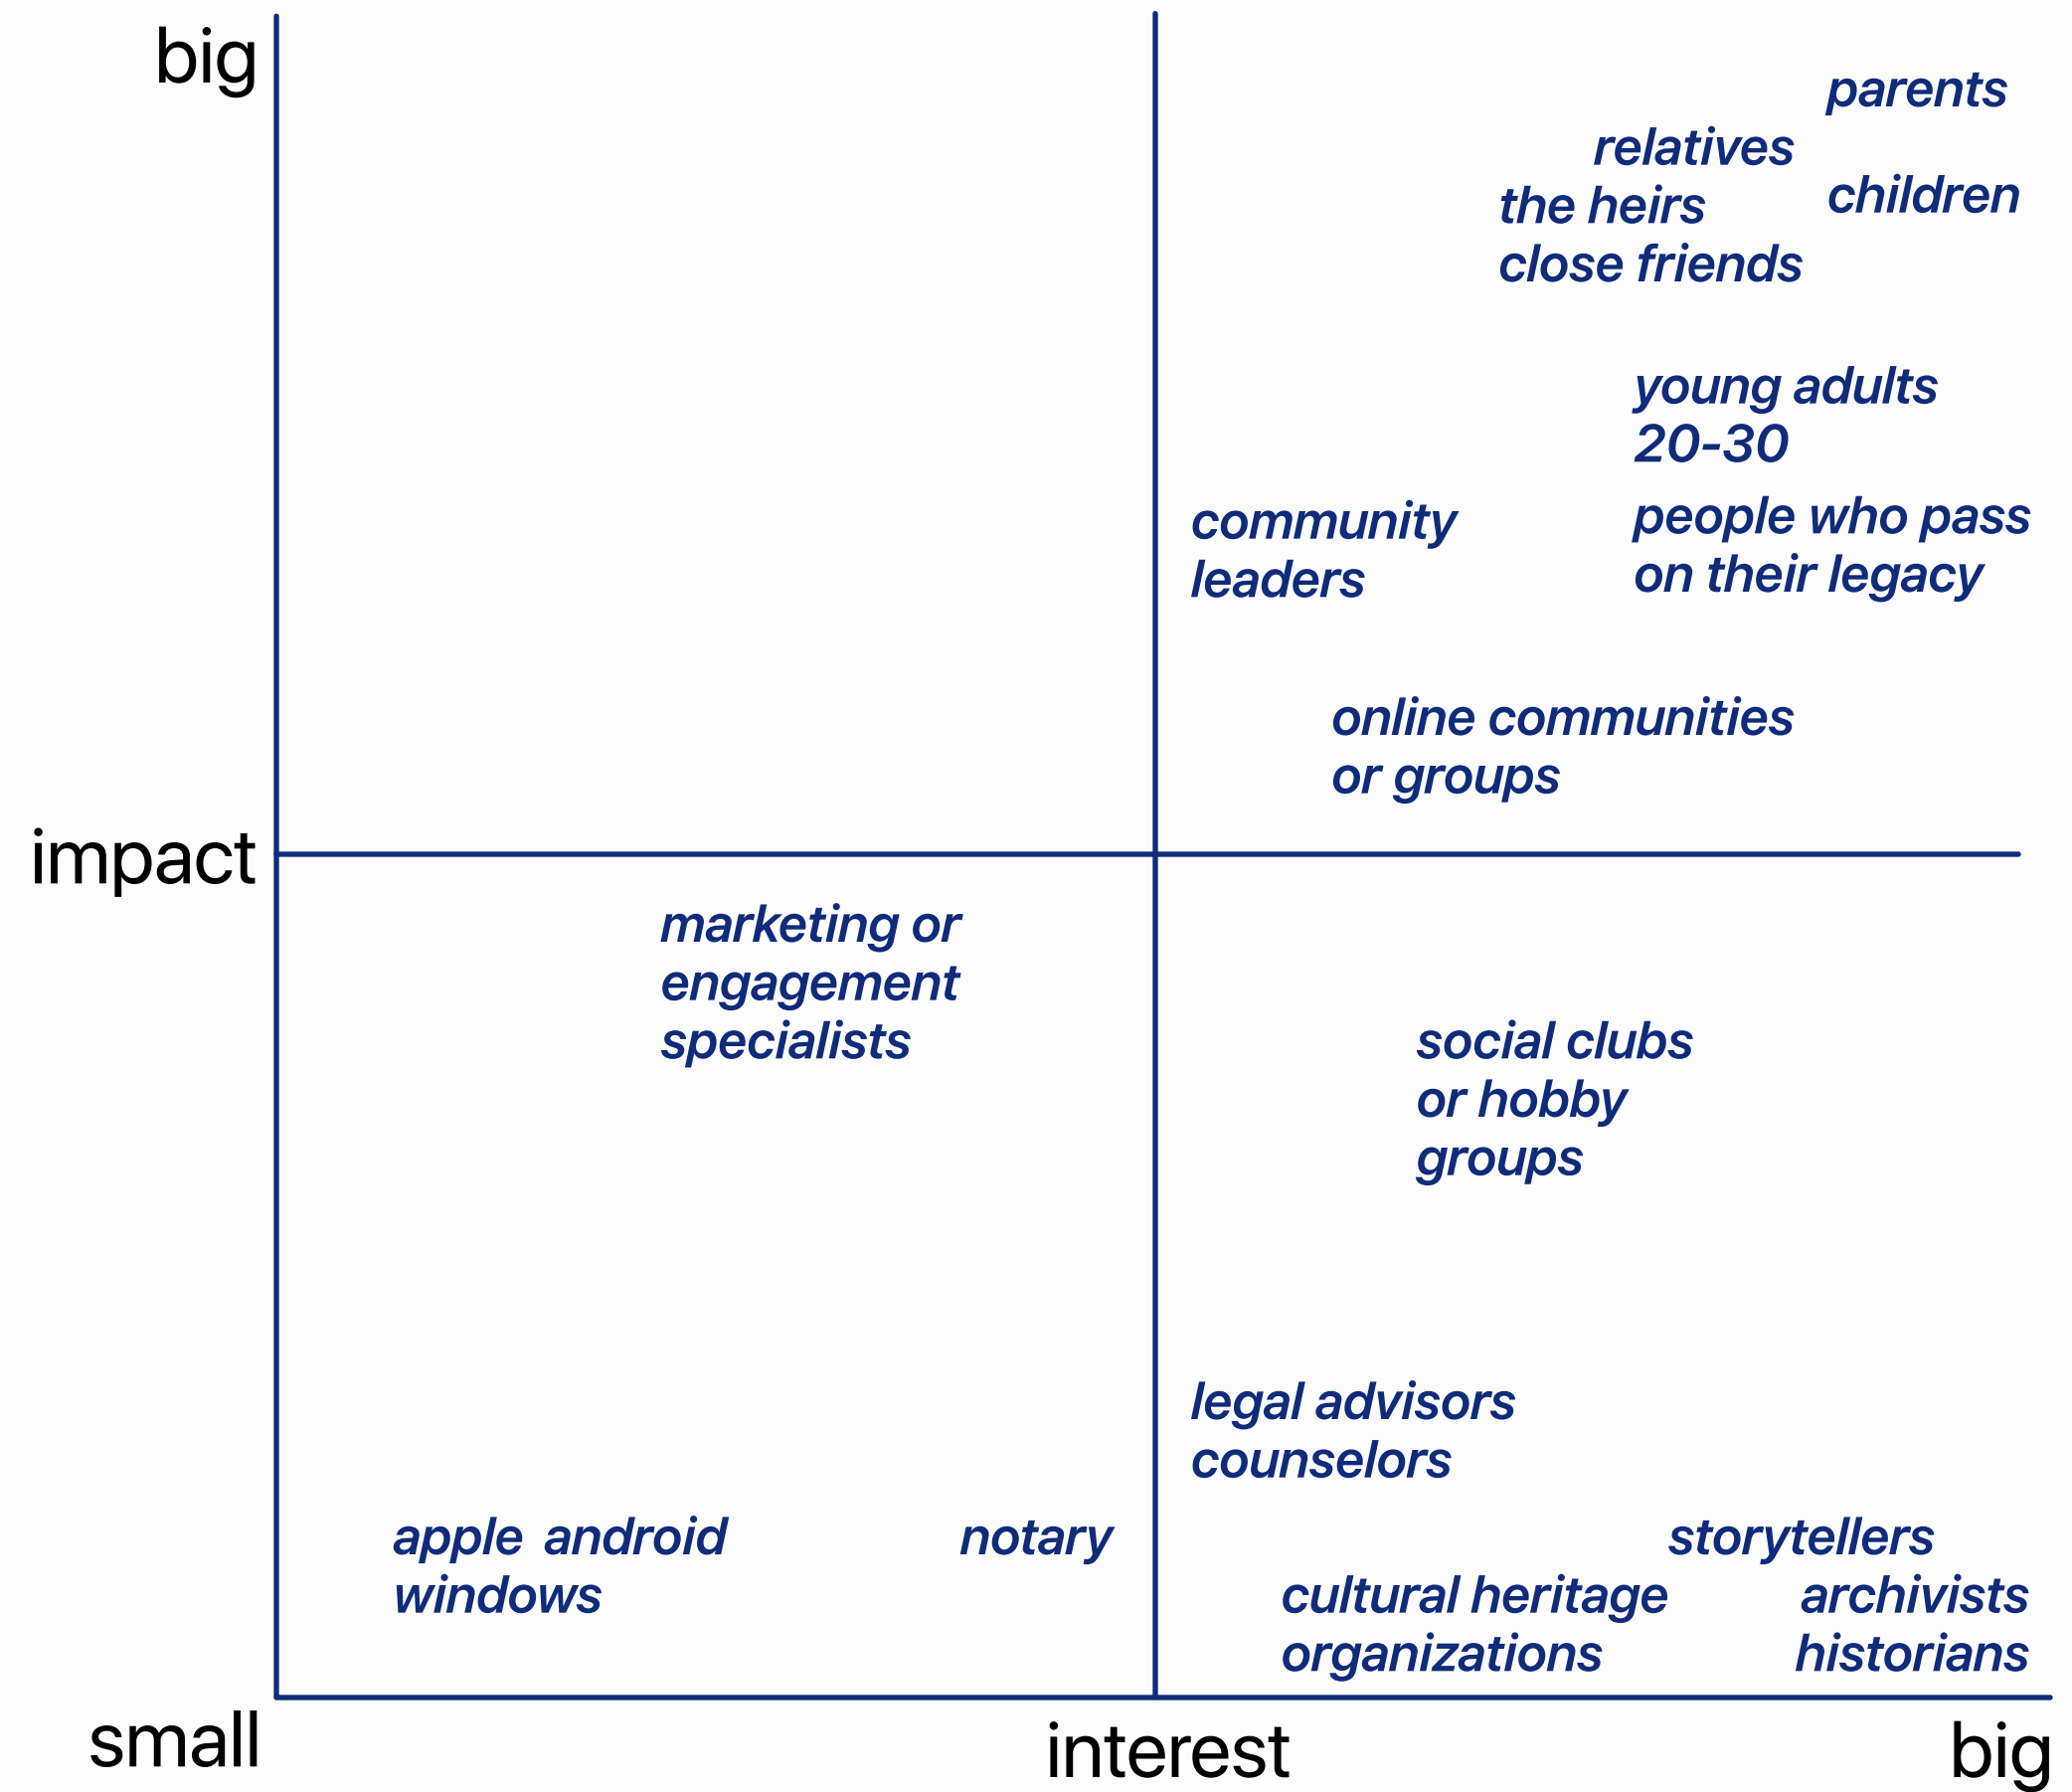 big
parents
relatives
children
the heirs
close friends
young adults
20-30
community
leaders
people who pass
on their legacy
online communities
or groups
impact
marketing or
engagement
specialists
social clubs
or hobby
groups
legal advisors
counselors
apple android
windows
notary
storytellers
cultural heritage
organizations
archivists
historians
small
interest
big